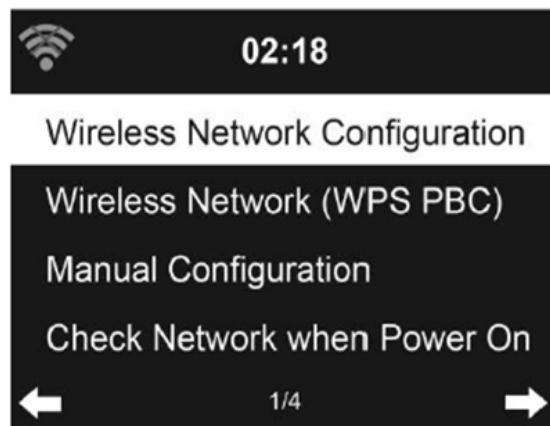 02:18
Wireless Network Configuration
Wireless Network (WPS PBC)
Manual Configuration
Check Network when Power On
1/4